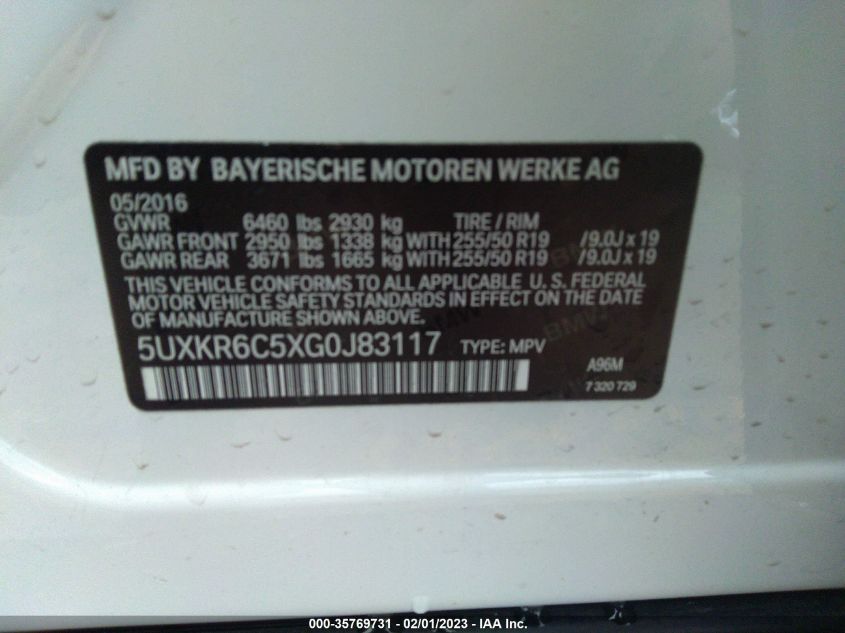 MFD BY BAYERISCHE MOTOREN WERKE AG
05/2016
GVWR 6460 lbs 2930 kg TIRE / RIM
GAWR FRONT 2950 lbs 1338 kg WITH 255/50 R19 /9.0J x 19
GAWR REAR 3671 lbs 1665 kg WITH 255/50 R19 /9.0J x 19
THIS VEHICLE CONFORMS TO ALL APPLICABLE U. S. FEDERAL
MOTOR VEHICLE SAFETY STANDARDS IN EFFECT ON THE DATE
OF MANUFACTURE SHOWN ABOVE.
5UXKR6C5XG0J83117 TYPE: MPV
A96M
7 320 729
BMW
BMW
000-35769731 - 02/01/2023 - IAA Inc.